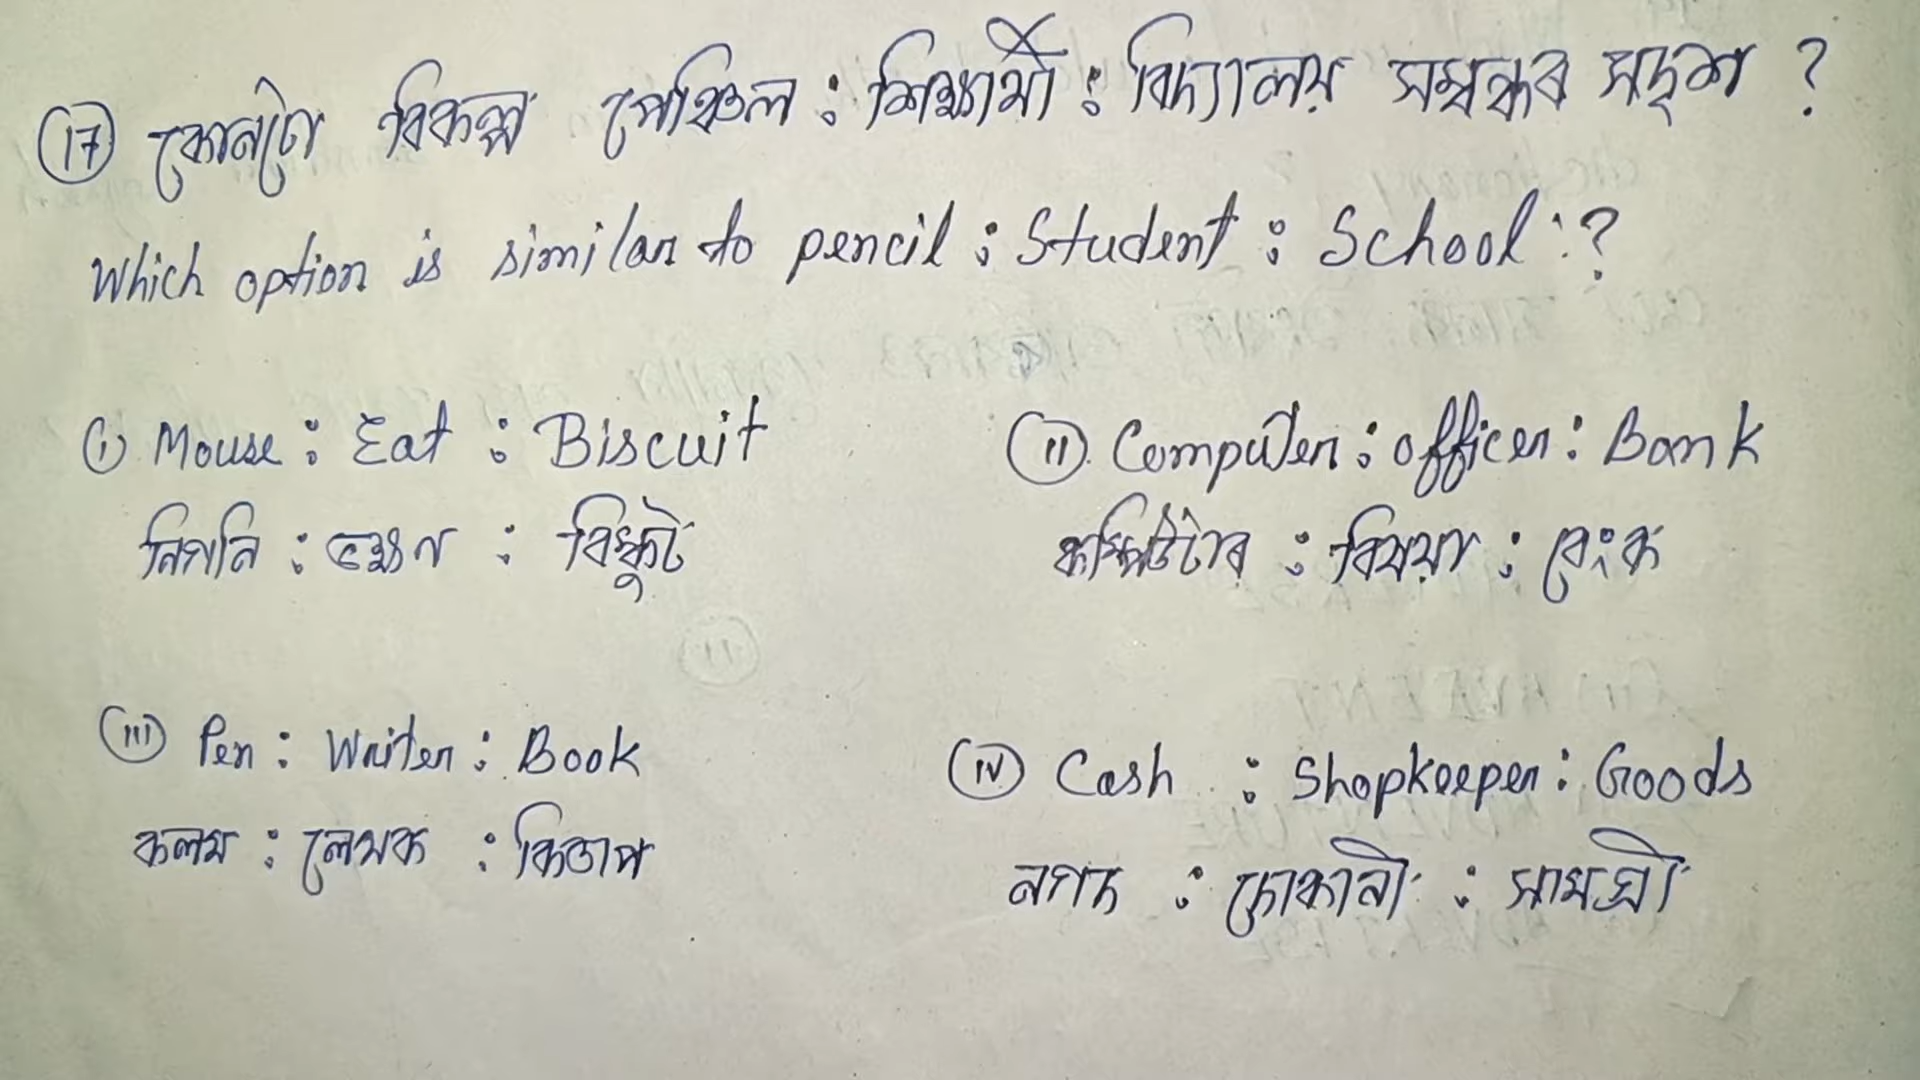 17 কোনটো বিকল্প পেঞ্চিল : শিক্ষাৰ্থী : বিদ্যালয় সম্বন্ধৰ সদৃশ ?
Which option is similar to pencil : Student : School : ?
(i) Mouse : Eat : Biscuit
নিগনি : ভক্ষণ : বিস্কুট
(ii) Computer : officer : Bank
কম্পিউটাৰ : বিষয়া : বেংক
(iii) Pen : Writer : Book
কলম : লেখক : কিতাপ
(iv) Cash : Shopkeeper : Goods
নগদ : দোকানী : সামগ্ৰী